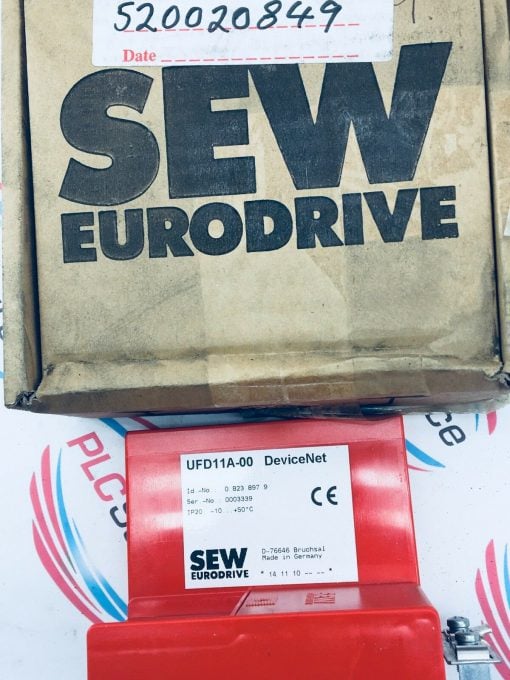 520020849
Date
SEW
EURODRIVE
UFD11A-00 DeviceNet
Id.-No.: 0 823 897 9
Ser-No.: 0003339
IP20 -10...+50°C
CE
SEW
EURODRIVE
D-76646 Bruchsal
Made in Germany
* 14 11 10 -- -- *
PLC